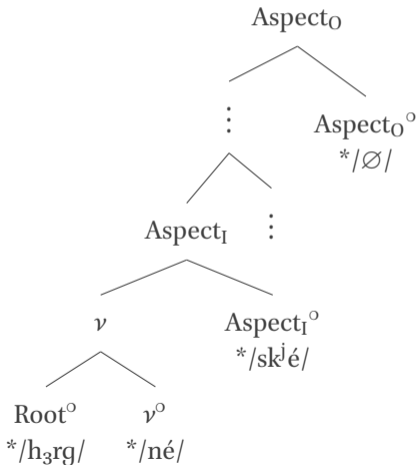 Aspect_O
⋮ Aspect_O°
*/∅/
Aspect_I ⋮
ν Aspect_I°
*/skʲé/
Root° ν°
*/h₃rg/ */né/